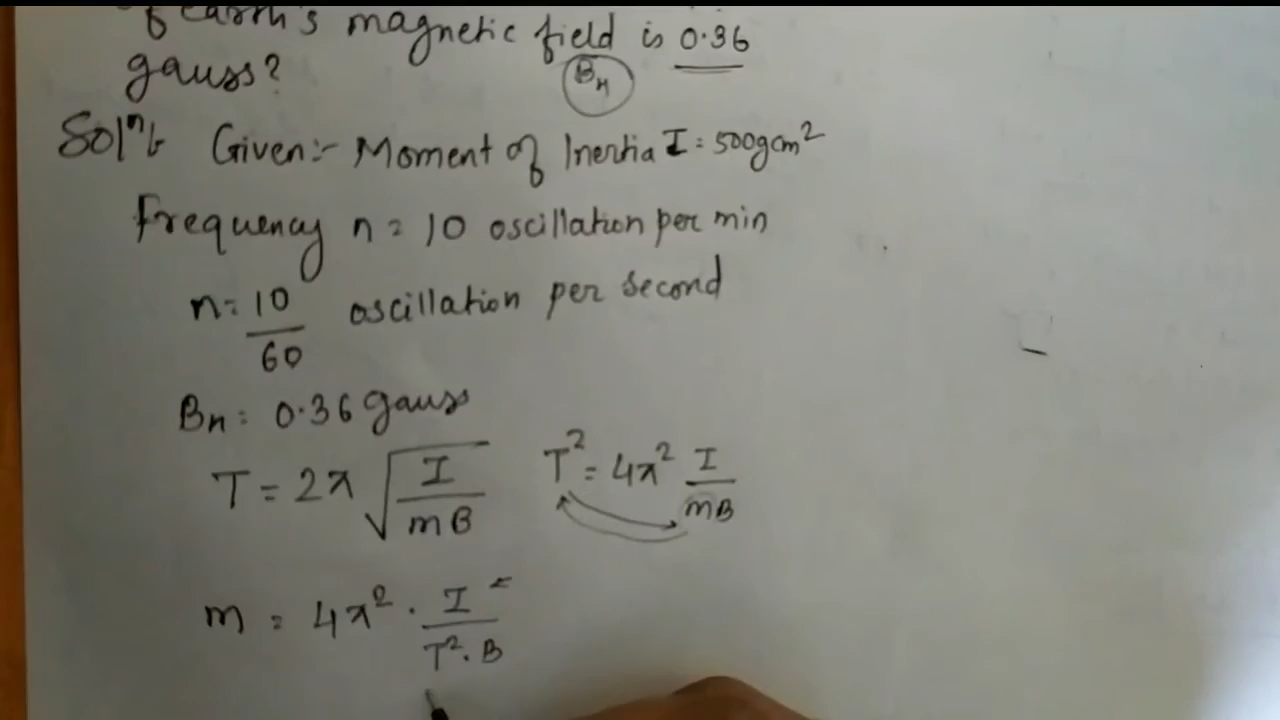 of Earth's magnetic field is 0.36
gauss?
BH
Solⁿ:- Given:- Moment of Inertia I = 500gcm²
Frequency n = 10 oscillation per min
n = 10/60 oscillation per second
BH = 0.36 gauss
T = 2π √(I/mB) T² = 4π² I/mB
m = 4π² · I/T²·B